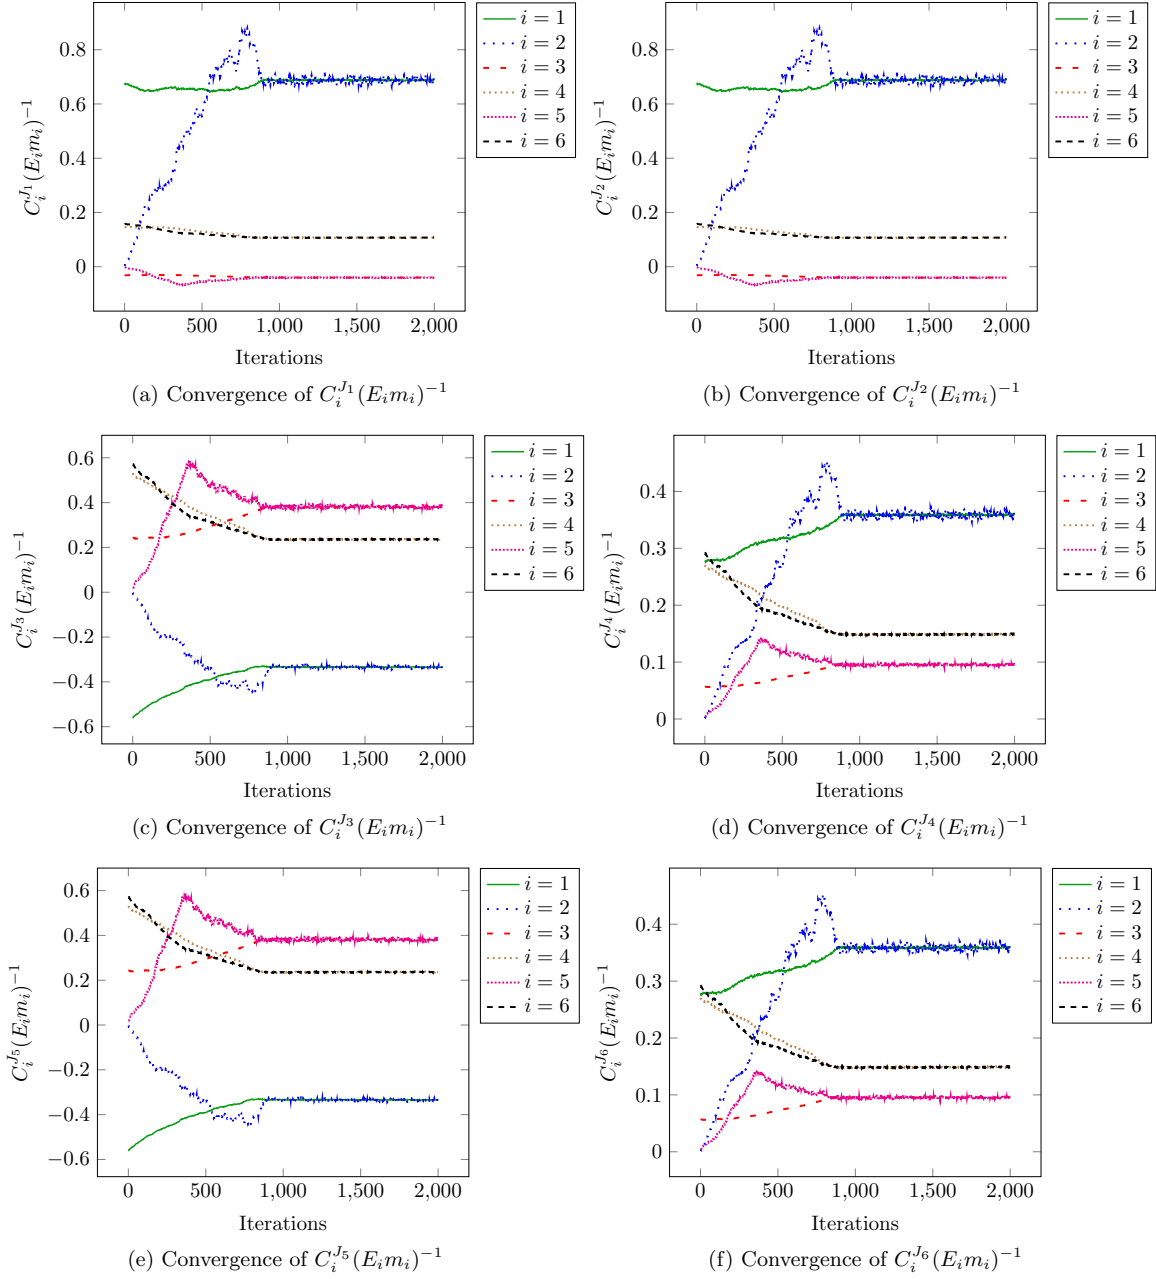 0 500 1,000 1,500 2,000
0
0.2
0.4
0.6
0.8
Iterations
C_i^{J_1}(E_i m_i)^{-1}
i = 1
i = 2
i = 3
i = 4
i = 5
i = 6
(a) Convergence of C_i^{J_1}(E_i m_i)^{-1}
0 500 1,000 1,500 2,000
0
0.2
0.4
0.6
0.8
Iterations
C_i^{J_2}(E_i m_i)^{-1}
i = 1
i = 2
i = 3
i = 4
i = 5
i = 6
(b) Convergence of C_i^{J_2}(E_i m_i)^{-1}
0 500 1,000 1,500 2,000
−0.6
−0.4
−0.2
0
0.2
0.4
0.6
Iterations
C_i^{J_3}(E_i m_i)^{-1}
i = 1
i = 2
i = 3
i = 4
i = 5
i = 6
(c) Convergence of C_i^{J_3}(E_i m_i)^{-1}
0 500 1,000 1,500 2,000
0
0.1
0.2
0.3
0.4
Iterations
C_i^{J_4}(E_i m_i)^{-1}
i = 1
i = 2
i = 3
i = 4
i = 5
i = 6
(d) Convergence of C_i^{J_4}(E_i m_i)^{-1}
0 500 1,000 1,500 2,000
−0.6
−0.4
−0.2
0
0.2
0.4
0.6
Iterations
C_i^{J_5}(E_i m_i)^{-1}
i = 1
i = 2
i = 3
i = 4
i = 5
i = 6
(e) Convergence of C_i^{J_5}(E_i m_i)^{-1}
0 500 1,000 1,500 2,000
0
0.1
0.2
0.3
0.4
Iterations
C_i^{J_6}(E_i m_i)^{-1}
i = 1
i = 2
i = 3
i = 4
i = 5
i = 6
(f) Convergence of C_i^{J_6}(E_i m_i)^{-1}